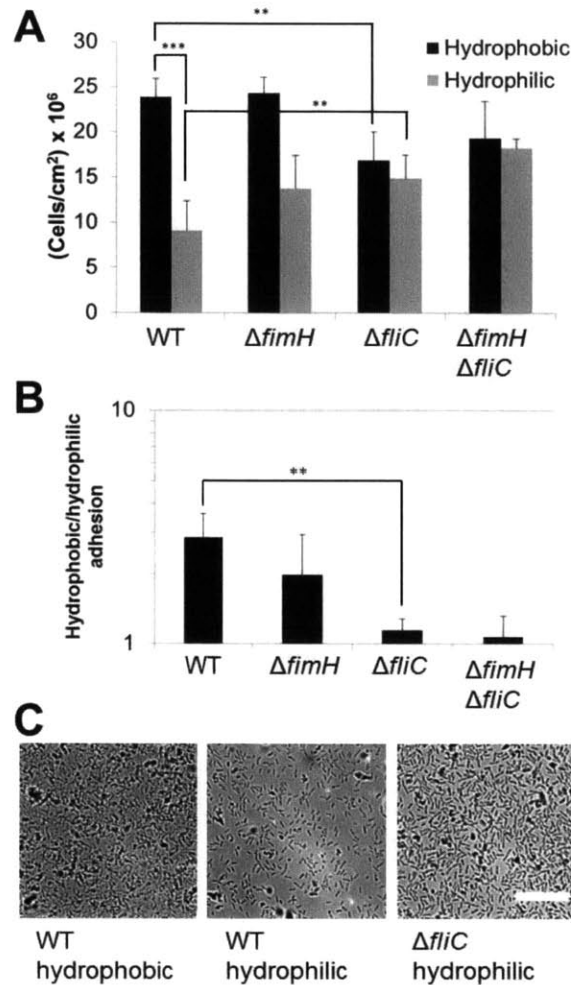 A
**
***
**
Hydrophobic
Hydrophilic
(Cells/cm²) x 10⁶
30
25
20
15
10
5
0
WT
ΔfimH
ΔfliC
ΔfimH
ΔfliC
B
Hydrophobic/hydrophilic
adhesion
10
1
**
WT
ΔfimH
ΔfliC
ΔfimH
ΔfliC
C
WT
hydrophobic
WT
hydrophilic
ΔfliC
hydrophilic